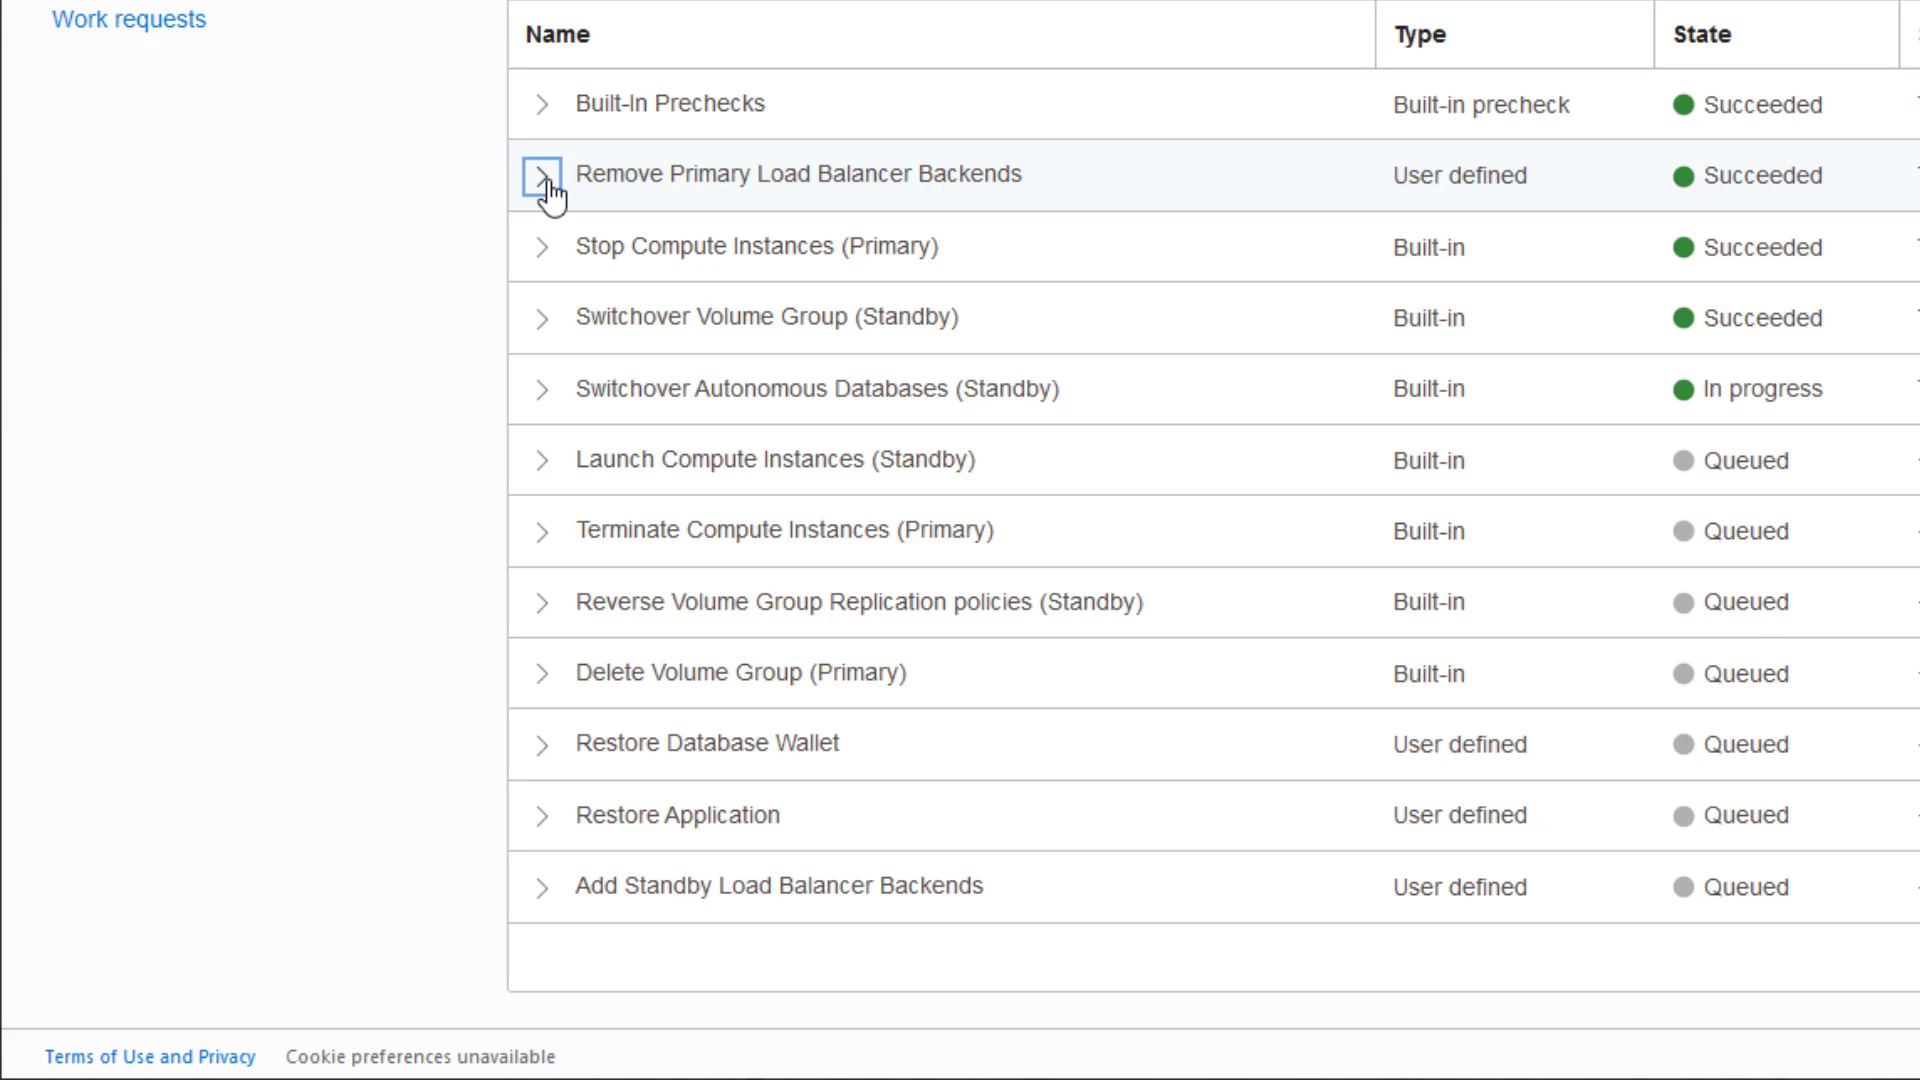 Work requests
Name Type State
Built-In Prechecks Built-in precheck Succeeded
Remove Primary Load Balancer Backends User defined Succeeded
Stop Compute Instances (Primary) Built-in Succeeded
Switchover Volume Group (Standby) Built-in Succeeded
Switchover Autonomous Databases (Standby) Built-in In progress
Launch Compute Instances (Standby) Built-in Queued
Terminate Compute Instances (Primary) Built-in Queued
Reverse Volume Group Replication policies (Standby) Built-in Queued
Delete Volume Group (Primary) Built-in Queued
Restore Database Wallet User defined Queued
Restore Application User defined Queued
Add Standby Load Balancer Backends User defined Queued
Terms of Use and Privacy Cookie preferences unavailable